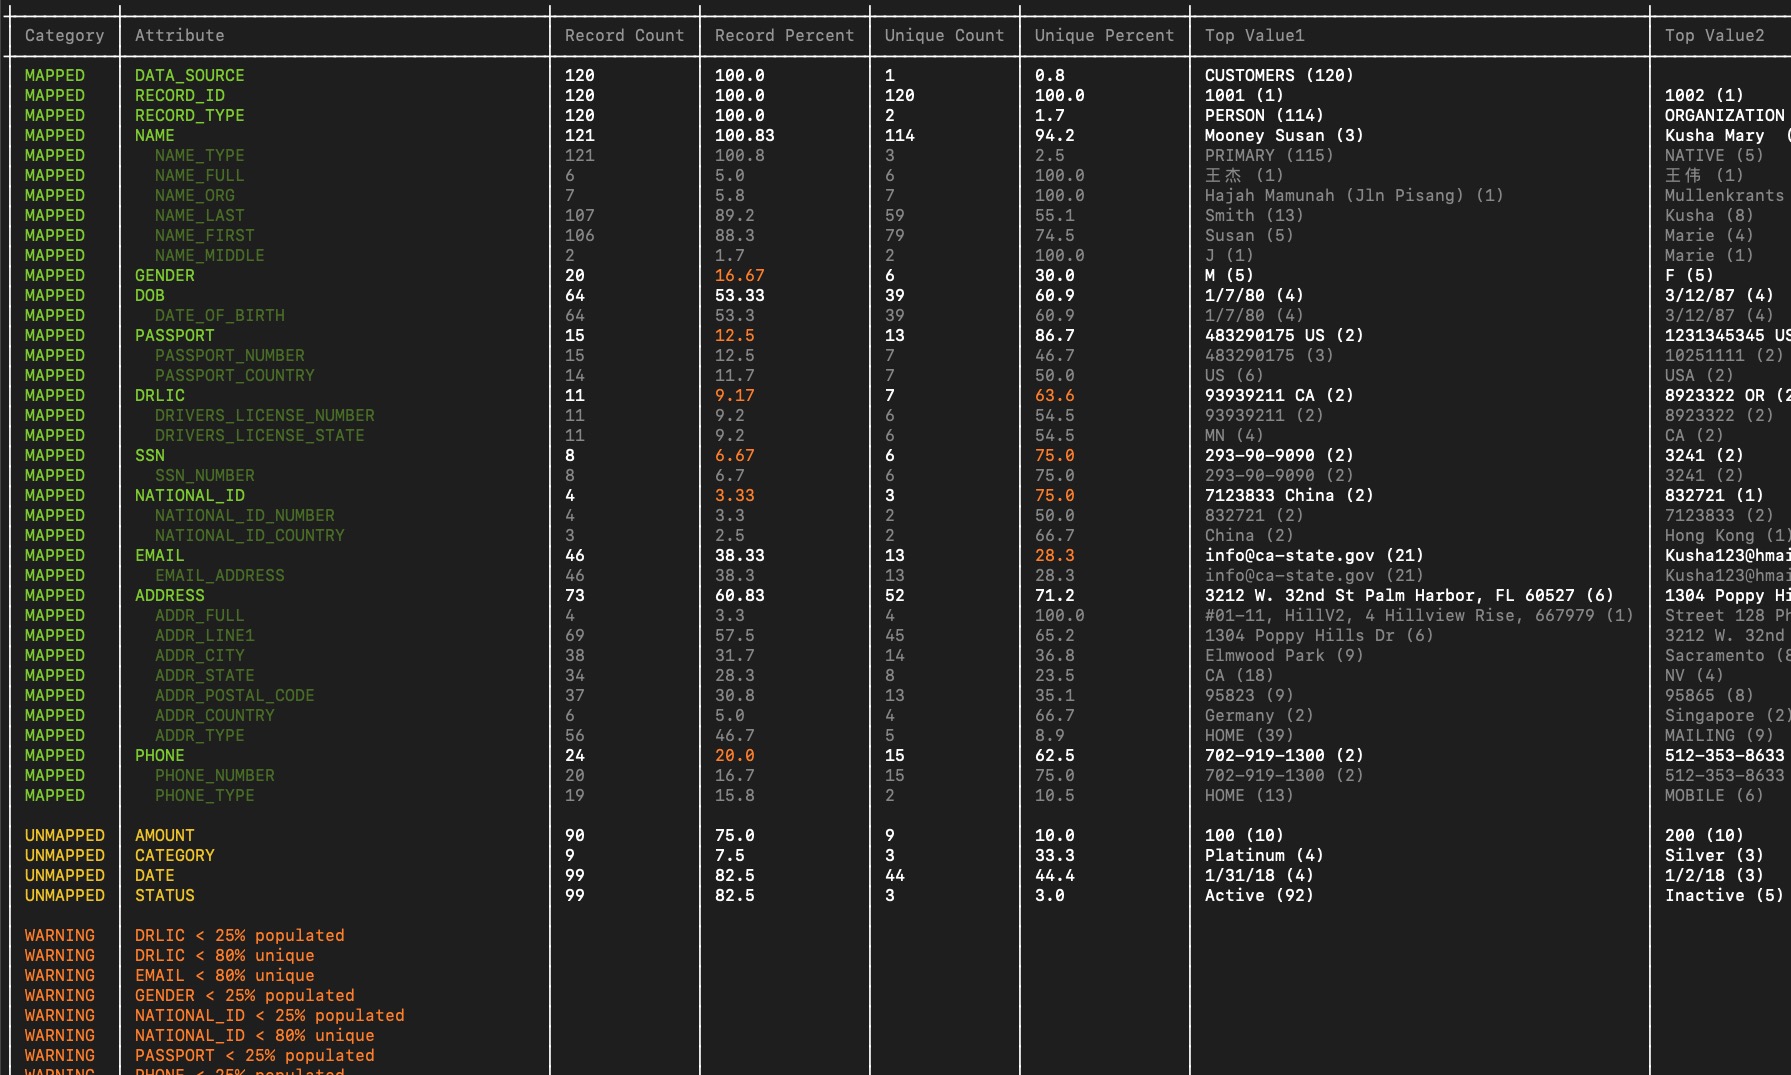 Category Attribute Record Count Record Percent Unique Count Unique Percent Top Value1 Top Value2
MAPPED DATA_SOURCE 120 100.0 1 0.8 CUSTOMERS (120)
MAPPED RECORD_ID 120 100.0 120 100.0 1001 (1) 1002 (1)
MAPPED RECORD_TYPE 120 100.0 2 1.7 PERSON (114) ORGANIZATION
MAPPED NAME 121 100.83 114 94.2 Mooney Susan (3) Kusha Mary (
MAPPED NAME_TYPE 121 100.8 3 2.5 PRIMARY (115) NATIVE (5)
MAPPED NAME_FULL 6 5.0 6 100.0 王杰 (1) 王伟 (1)
MAPPED NAME_ORG 7 5.8 7 100.0 Hajah Mamunah (Jln Pisang) (1) Mullenkrants
MAPPED NAME_LAST 107 89.2 59 55.1 Smith (13) Kusha (8)
MAPPED NAME_FIRST 106 88.3 79 74.5 Susan (5) Marie (4)
MAPPED NAME_MIDDLE 2 1.7 2 100.0 J (1) Marie (1)
MAPPED GENDER 20 16.67 6 30.0 M (5) F (5)
MAPPED DOB 64 53.33 39 60.9 1/7/80 (4) 3/12/87 (4)
MAPPED DATE_OF_BIRTH 64 53.3 39 60.9 1/7/80 (4) 3/12/87 (4)
MAPPED PASSPORT 15 12.5 13 86.7 483290175 US (2) 1231345345 US
MAPPED PASSPORT_NUMBER 15 12.5 7 46.7 483290175 (3) 10251111 (2)
MAPPED PASSPORT_COUNTRY 14 11.7 7 50.0 US (6) USA (2)
MAPPED DRLIC 11 9.17 7 63.6 93939211 CA (2) 8923322 OR (2
MAPPED DRIVERS_LICENSE_NUMBER 11 9.2 6 54.5 93939211 (2) 8923322 (2)
MAPPED DRIVERS_LICENSE_STATE 11 9.2 6 54.5 MN (4) CA (2)
MAPPED SSN 8 6.67 6 75.0 293-90-9090 (2) 3241 (2)
MAPPED SSN_NUMBER 8 6.7 6 75.0 293-90-9090 (2) 3241 (2)
MAPPED NATIONAL_ID 4 3.33 3 75.0 7123833 China (2) 832721 (1)
MAPPED NATIONAL_ID_NUMBER 4 3.3 2 50.0 832721 (2) 7123833 (2)
MAPPED NATIONAL_ID_COUNTRY 3 2.5 2 66.7 China (2) Hong Kong (1)
MAPPED EMAIL 46 38.33 13 28.3 info@ca-state.gov (21) Kusha123@hmai
MAPPED EMAIL_ADDRESS 46 38.3 13 28.3 info@ca-state.gov (21) Kusha123@hmai
MAPPED ADDRESS 73 60.83 52 71.2 3212 W. 32nd St Palm Harbor, FL 60527 (6) 1304 Poppy Hi
MAPPED ADDR_FULL 4 3.3 4 100.0 #01-11, HillV2, 4 Hillview Rise, 667979 (1) Street 128 Ph
MAPPED ADDR_LINE1 69 57.5 45 65.2 1304 Poppy Hills Dr (6) 3212 W. 32nd
MAPPED ADDR_CITY 38 31.7 14 36.8 Elmwood Park (9) Sacramento (8
MAPPED ADDR_STATE 34 28.3 8 23.5 CA (18) NV (4)
MAPPED ADDR_POSTAL_CODE 37 30.8 13 35.1 95823 (9) 95865 (8)
MAPPED ADDR_COUNTRY 6 5.0 4 66.7 Germany (2) Singapore (2)
MAPPED ADDR_TYPE 56 46.7 5 8.9 HOME (39) MAILING (9)
MAPPED PHONE 24 20.0 15 62.5 702-919-1300 (2) 512-353-8633
MAPPED PHONE_NUMBER 20 16.7 15 75.0 702-919-1300 (2) 512-353-8633
MAPPED PHONE_TYPE 19 15.8 2 10.5 HOME (13) MOBILE (6)
UNMAPPED AMOUNT 90 75.0 9 10.0 100 (10) 200 (10)
UNMAPPED CATEGORY 9 7.5 3 33.3 Platinum (4) Silver (3)
UNMAPPED DATE 99 82.5 44 44.4 1/31/18 (4) 1/2/18 (3)
UNMAPPED STATUS 99 82.5 3 3.0 Active (92) Inactive (5)
WARNING DRLIC < 25% populated
WARNING DRLIC < 80% unique
WARNING EMAIL < 80% unique
WARNING GENDER < 25% populated
WARNING NATIONAL_ID < 25% populated
WARNING NATIONAL_ID < 80% unique
WARNING PASSPORT < 25% populated
WARNING PHONE < 25% populated